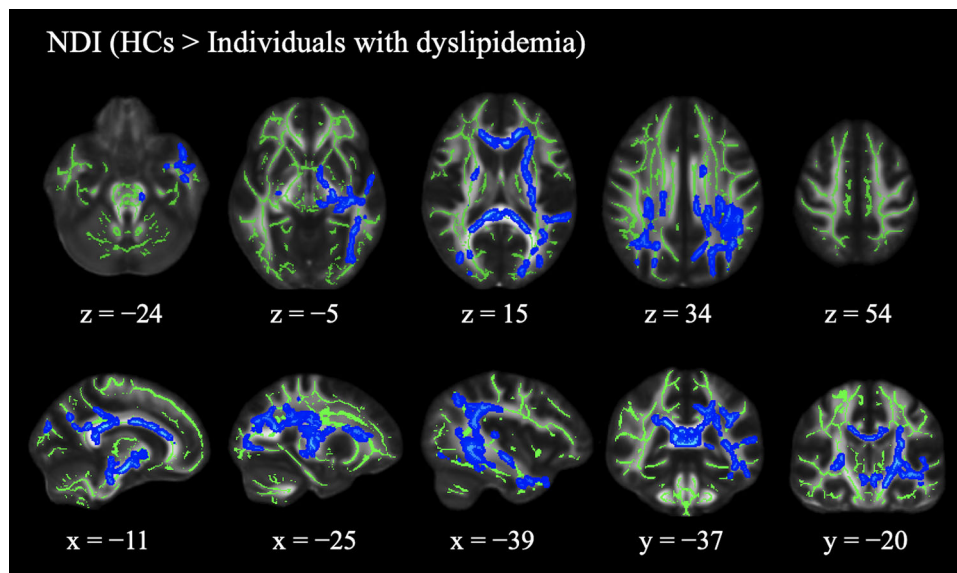 NDI (HCs > Individuals with dyslipidemia)
z = −24
z = −5
z = 15
z = 34
z = 54
x = −11
x = −25
x = −39
y = −37
y = −20